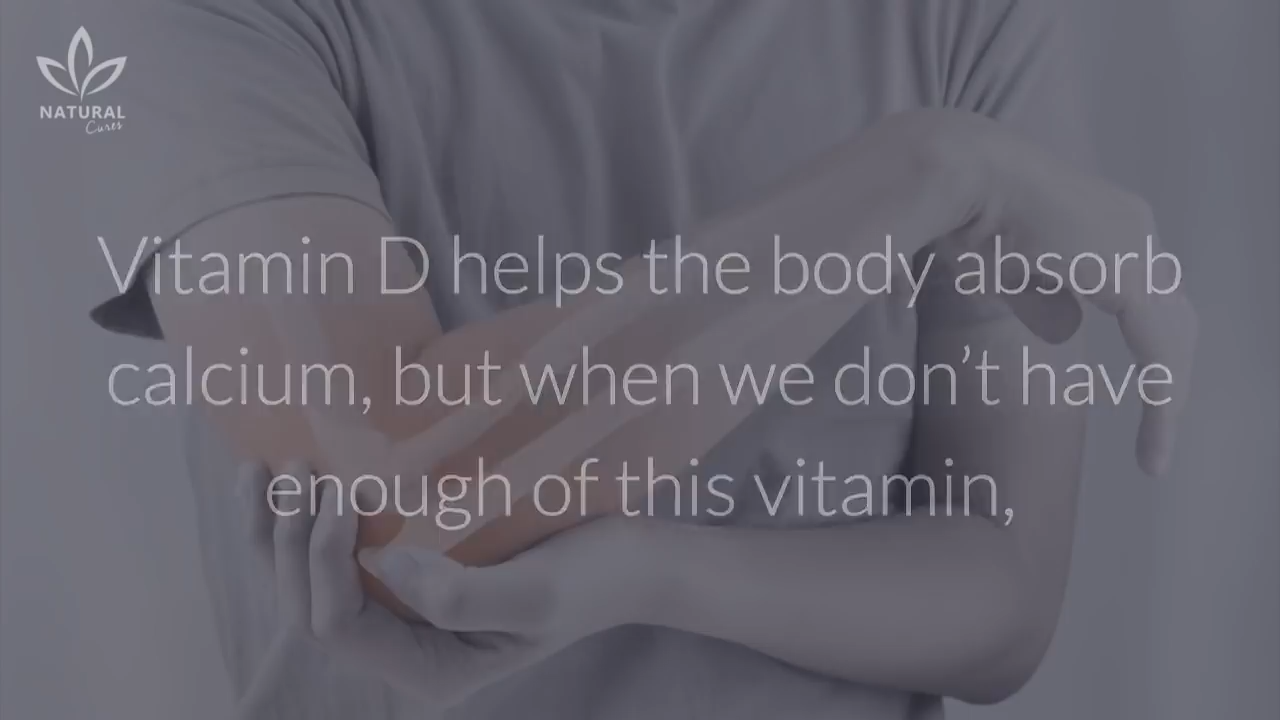 NATURAL
Cures
Vitamin D helps the body absorb
calcium, but when we don’t have
enough of this vitamin,